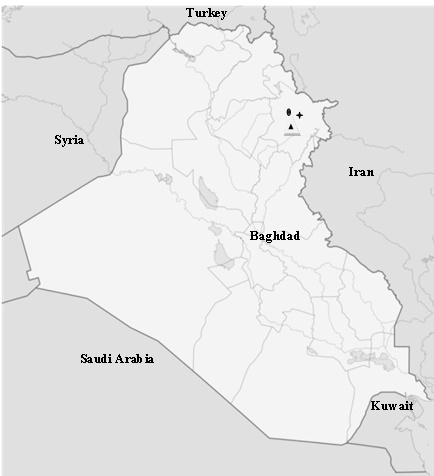 Turkey
Syria
Iran
Baghdad
Saudi Arabia
Kuwait